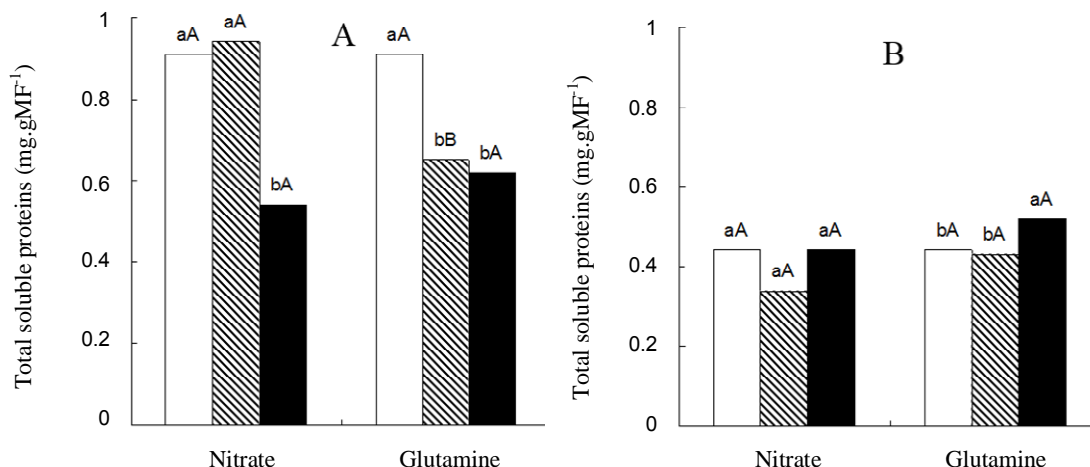 Total soluble proteins (mg.gMF⁻¹)
1
0.8
0.6
0.4
0.2
0
A
aA
aA
bA
aA
bB
bA
Nitrate
Glutamine
Total soluble proteins (mg.gMF⁻¹)
1
0.8
0.6
0.4
0.2
0
B
aA
aA
aA
bA
bA
aA
Nitrate
Glutamine